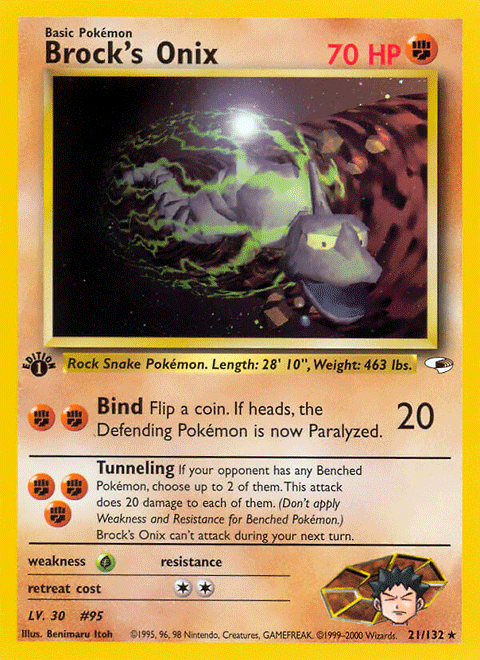 Basic Pokémon
Brock's Onix
70 HP
EDITION
1
Rock Snake Pokémon. Length: 28' 10", Weight: 463 lbs.
Bind Flip a coin. If heads, the
Defending Pokémon is now Paralyzed.
20
Tunneling If your opponent has any Benched
Pokémon, choose up to 2 of them. This attack
does 20 damage to each of them. (Don't apply
Weakness and Resistance for Benched Pokémon.)
Brock's Onix can't attack during your next turn.
weakness
resistance
retreat cost
LV. 30 #95
Illus. Benimaru Itoh
©1995, 96, 98 Nintendo, Creatures, GAMEFREAK. ©1999-2000 Wizards.
21/132 ★